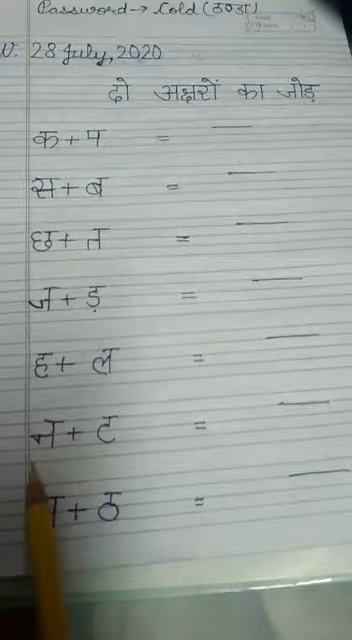 Password → Cold (ठण्डा)
28 July, 2020
दो अक्षरों का जोड़
क + प = —
स + ब = —
छ + त = —
ज + ड़ = —
ह + ल = —
न + ट = —
+ ठ = —